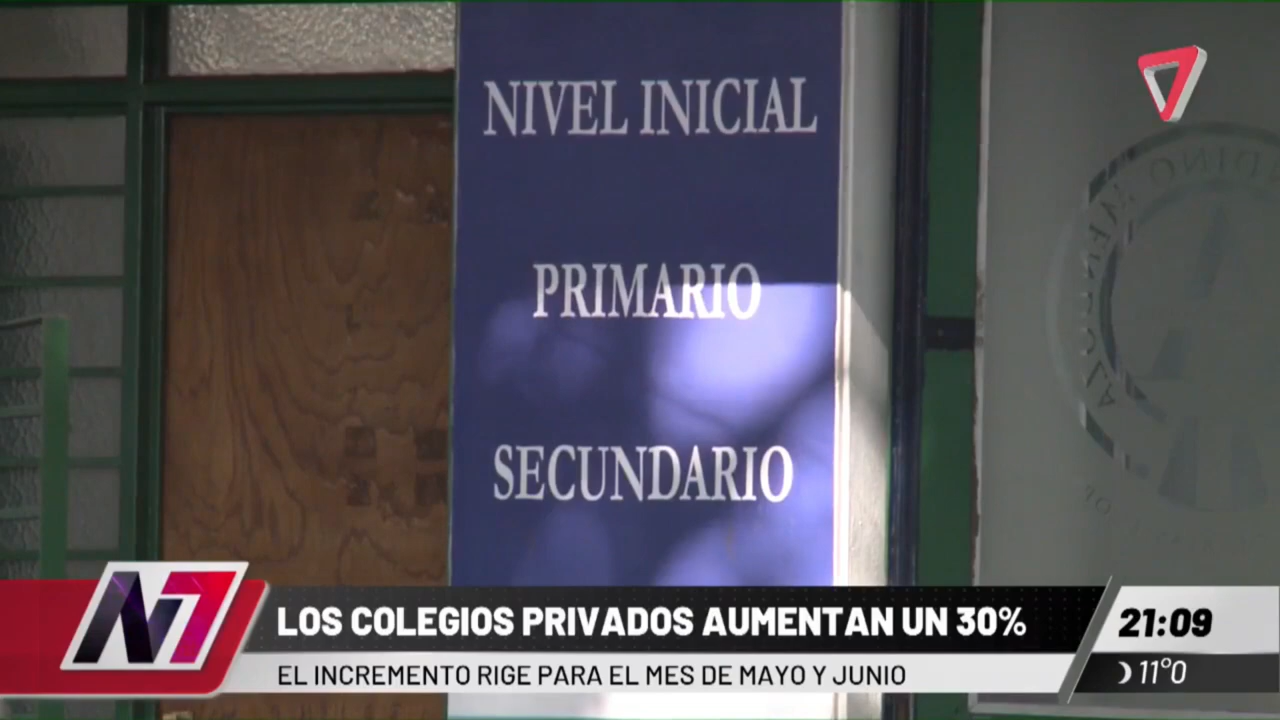 NIVEL INICIAL
PRIMARIO
SECUNDARIO
N7
LOS COLEGIOS PRIVADOS AUMENTAN UN 30%
EL INCREMENTO RIGE PARA EL MES DE MAYO Y JUNIO
21:09
11°0